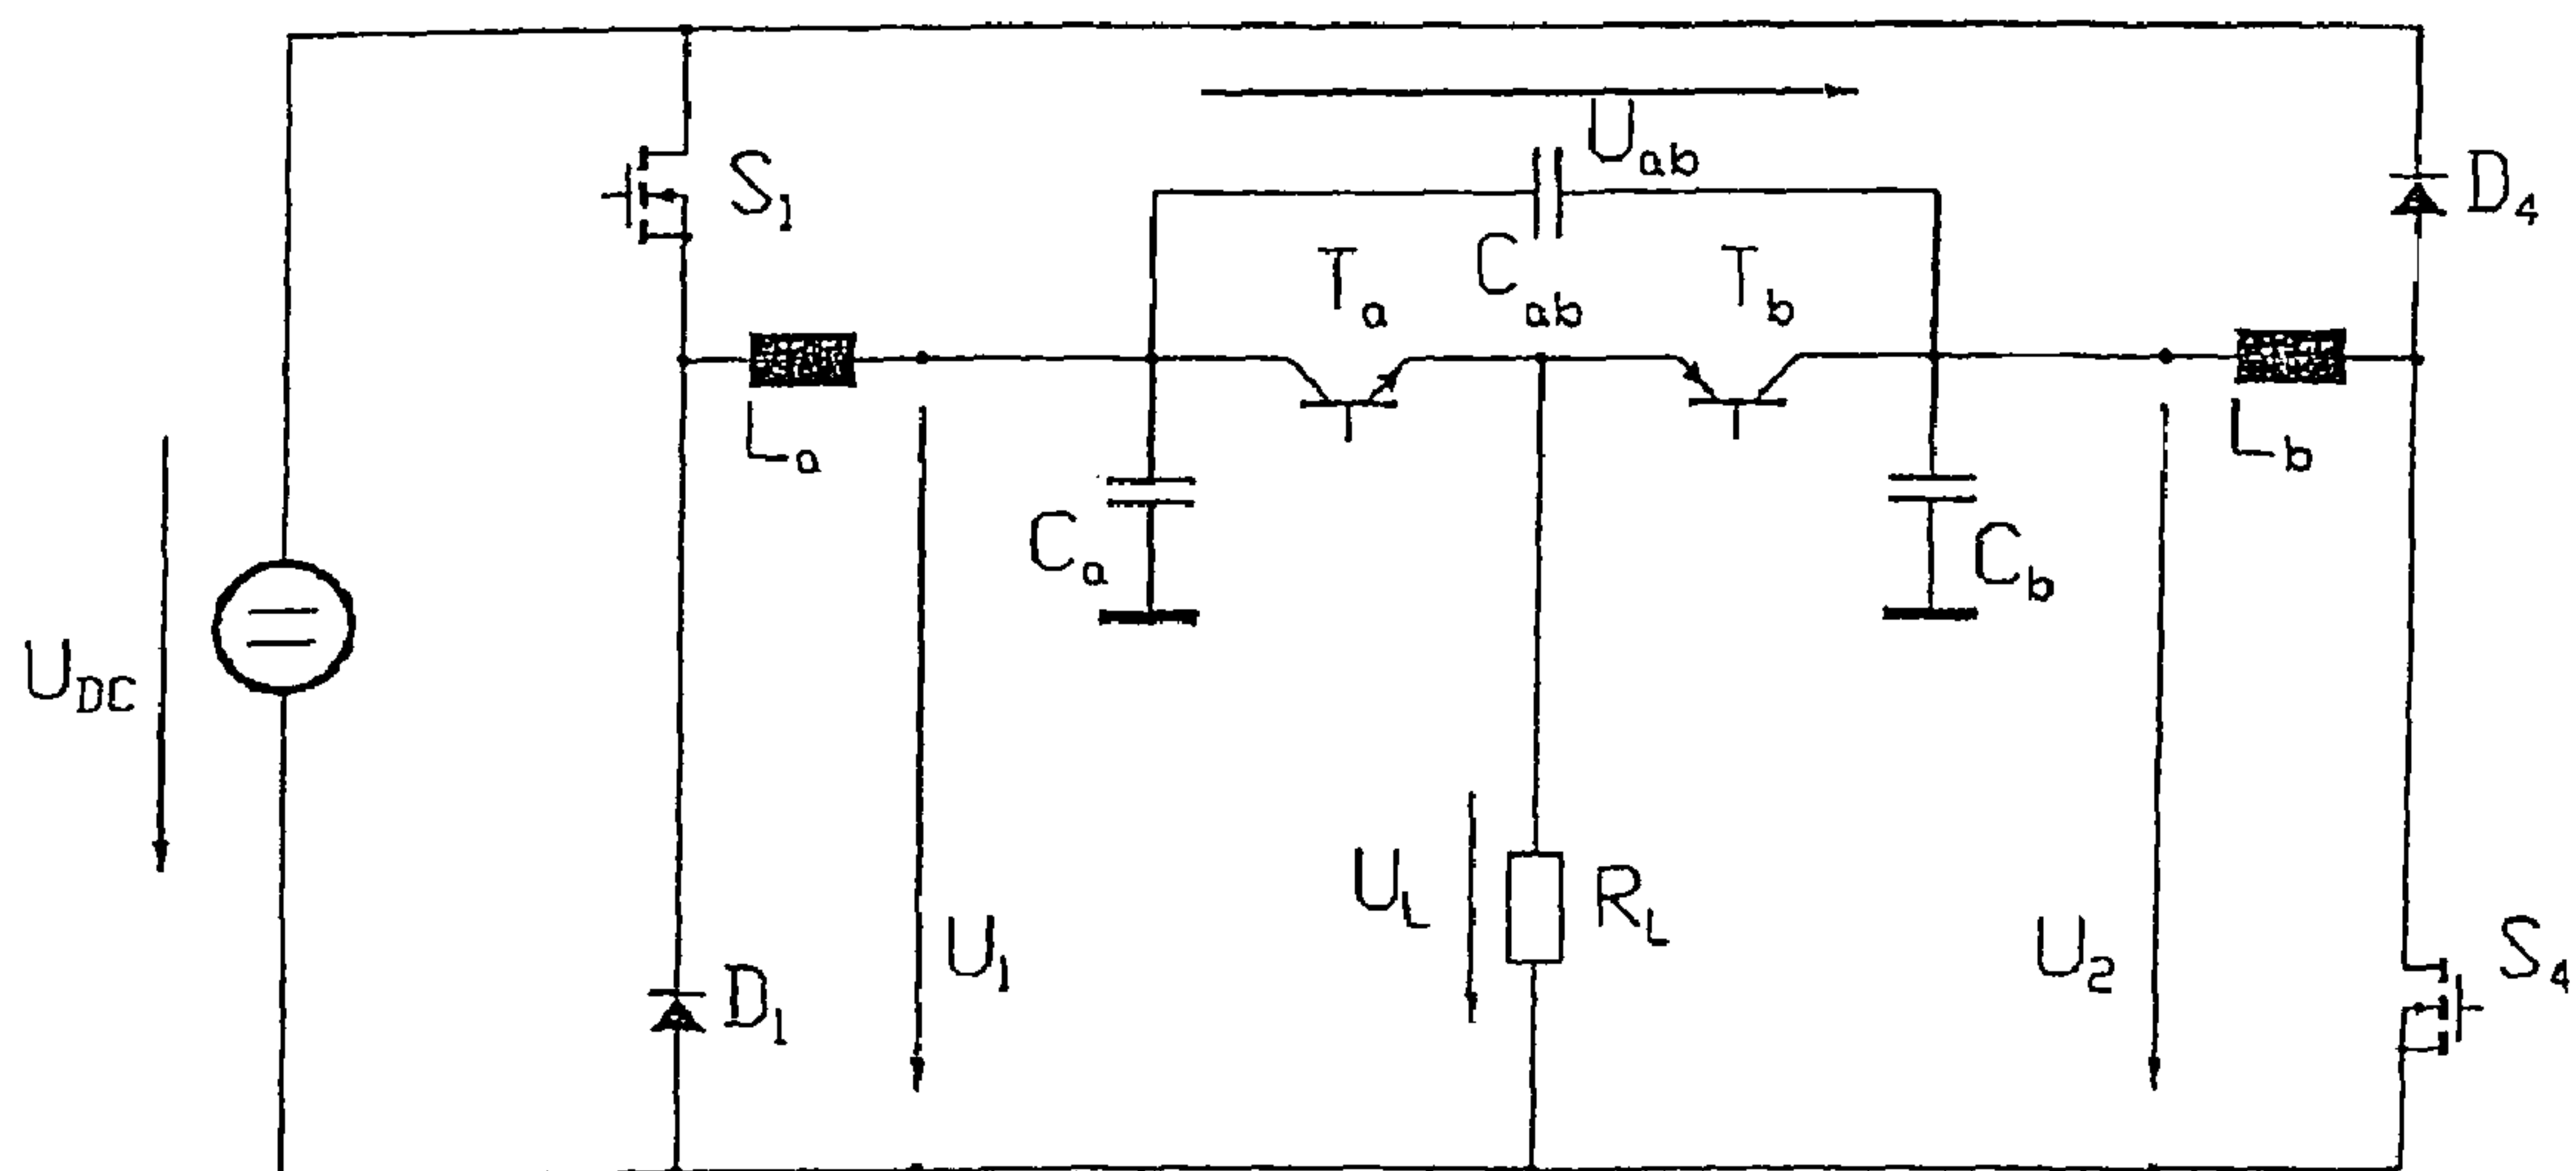 U_ab
S_1
D_4
T_a
C_ab
T_b
L_a
L_b
C_a
C_b
U_DC
U_1
U_L
R_L
U_2
S_4
D_1